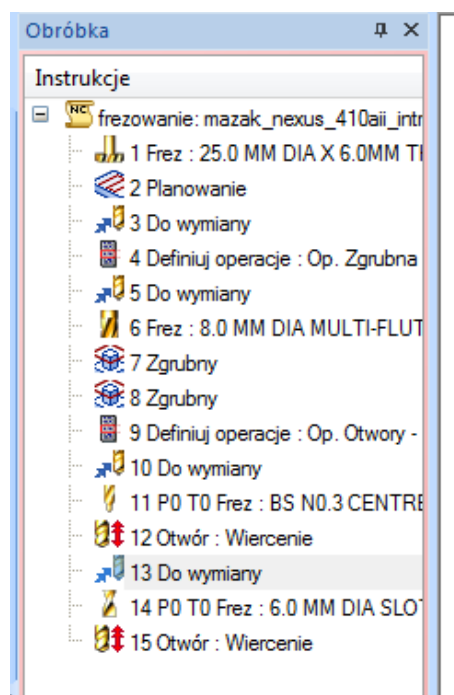 Obróbka
Instrukcje
NC frezowanie: mazak_nexus_410aii_intr
1 Frez : 25.0 MM DIA X 6.0MM
2 Planowanie
3 Do wymiany
4 Definiuj operacje : Op. Zgrubna
5 Do wymiany
6 Frez : 8.0 MM DIA MULTI-FLUT
7 Zgrubny
8 Zgrubny
9 Definiuj operacje : Op. Otwory -
10 Do wymiany
11 P0 T0 Frez : BS N0.3 CENTRE
12 Otwór : Wiercenie
13 Do wymiany
14 P0 T0 Frez : 6.0 MM DIA SLO
15 Otwór : Wiercenie